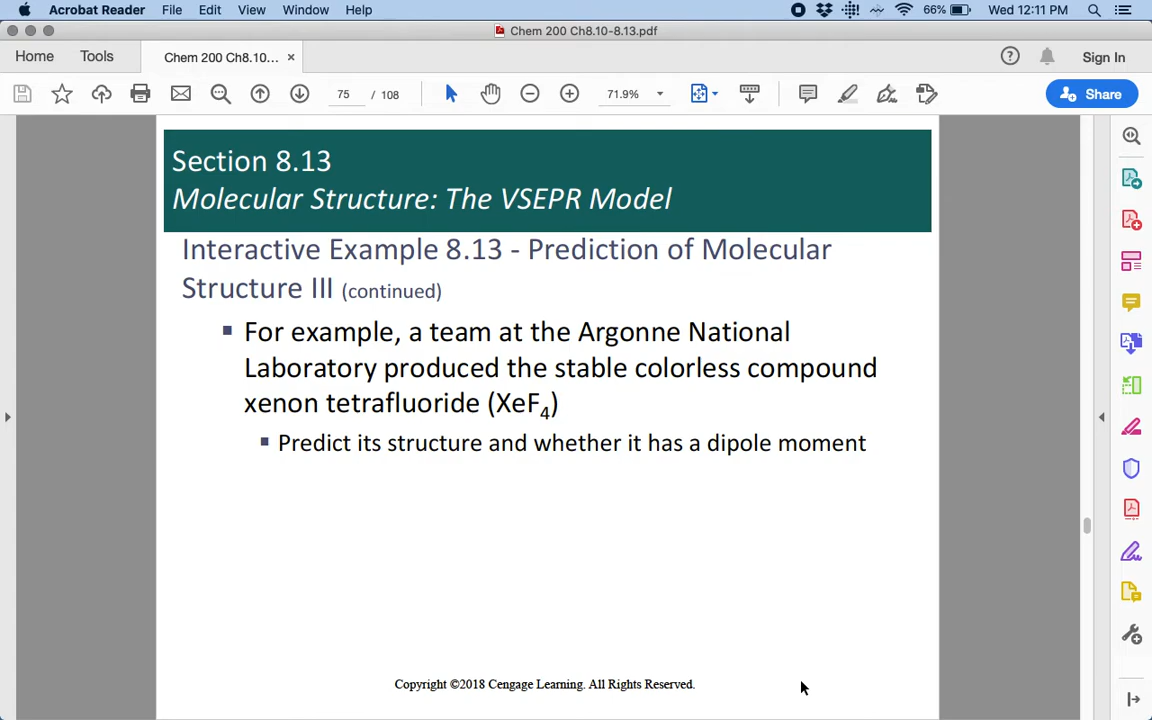 Acrobat Reader File Edit View Window Help 66% Wed 12:11 PM
Chem 200 Ch8.10-8.13.pdf
Home Tools Chem 200 Ch8.10... × Sign In
75 / 108 71.9% Share
Section 8.13
Molecular Structure: The VSEPR Model
Interactive Example 8.13 - Prediction of Molecular
Structure III (continued)
▪ For example, a team at the Argonne National
Laboratory produced the stable colorless compound
xenon tetrafluoride (XeF₄)
▪ Predict its structure and whether it has a dipole moment
Copyright ©2018 Cengage Learning. All Rights Reserved.